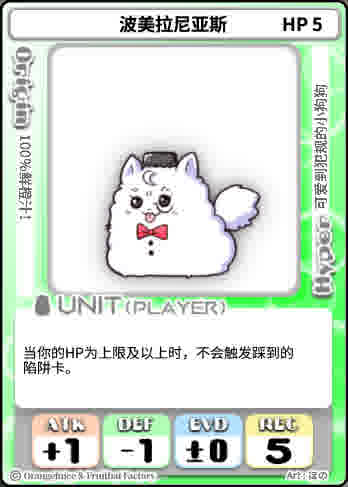 波美拉尼亚斯 HP 5
Origin
100%鲜橙汁!
可爱到犯规的小狗狗
Hyper
UNIT(PLAYER)
当你的HP为上限及以上时，不会触发踩到的
陷阱卡。
ATK DEF EVD REC
+1 -1 ±0 5
© OrangeJuice & Fruitbat Factory Art : ほの